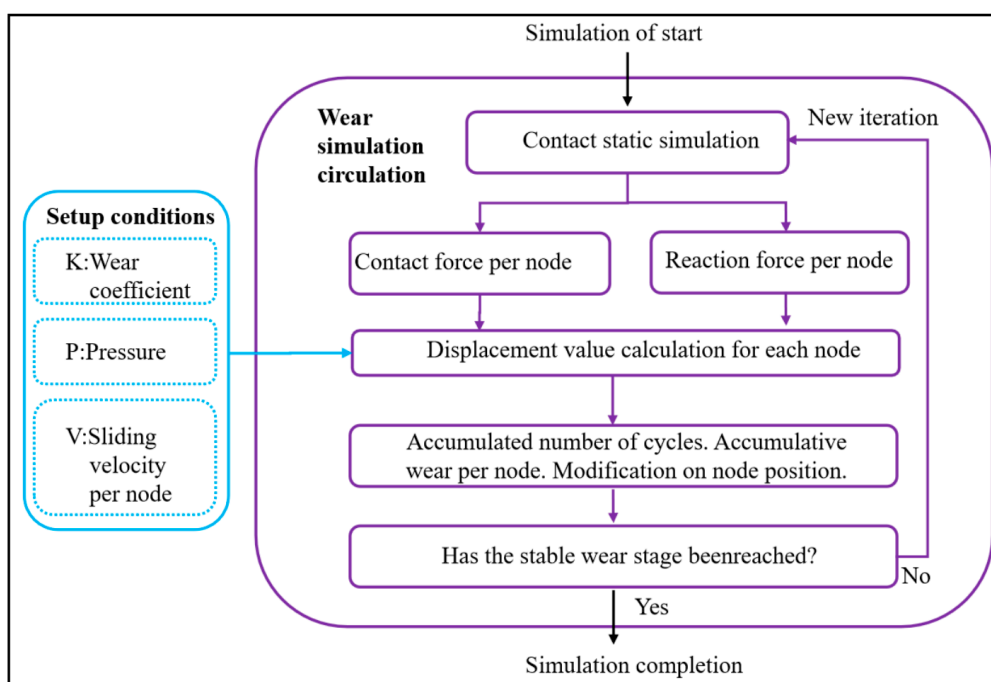 Simulation of start
Wear
simulation
circulation
New iteration
Contact static simulation
Setup conditions
K:Wear
coefficient
P:Pressure
V:Sliding
velocity
per node
Contact force per node
Reaction force per node
Displacement value calculation for each node
Accumulated number of cycles. Accumulative
wear per node. Modification on node position.
Has the stable wear stage beenreached?
No
Yes
Simulation completion